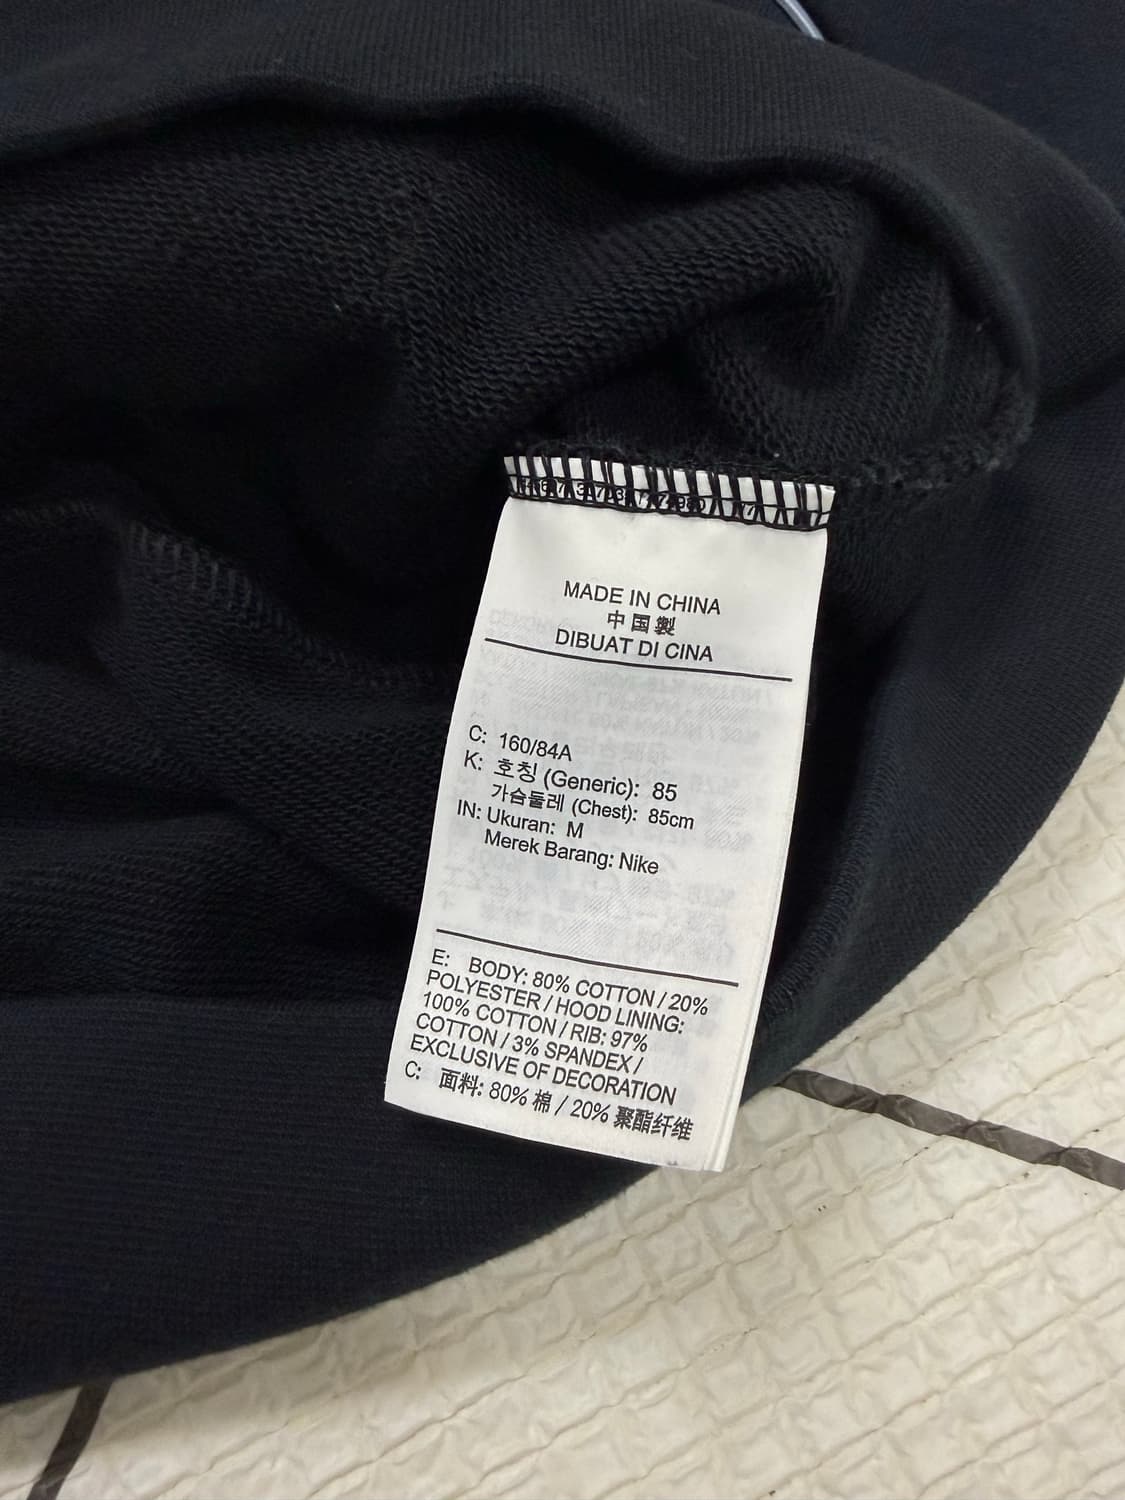 MADE IN CHINA
中国製
DIBUAT DI CINA
C: 160/84A
K: 호칭 (Generic): 85
가슴둘레 (Chest): 85cm
IN: Ukuran: M
Merek Barang: Nike
E: BODY: 80% COTTON / 20%
POLYESTER / HOOD LINING:
100% COTTON / RIB: 97%
COTTON / 3% SPANDEX /
EXCLUSIVE OF DECORATION
C: 面料: 80% 棉 / 20% 聚酯纤维